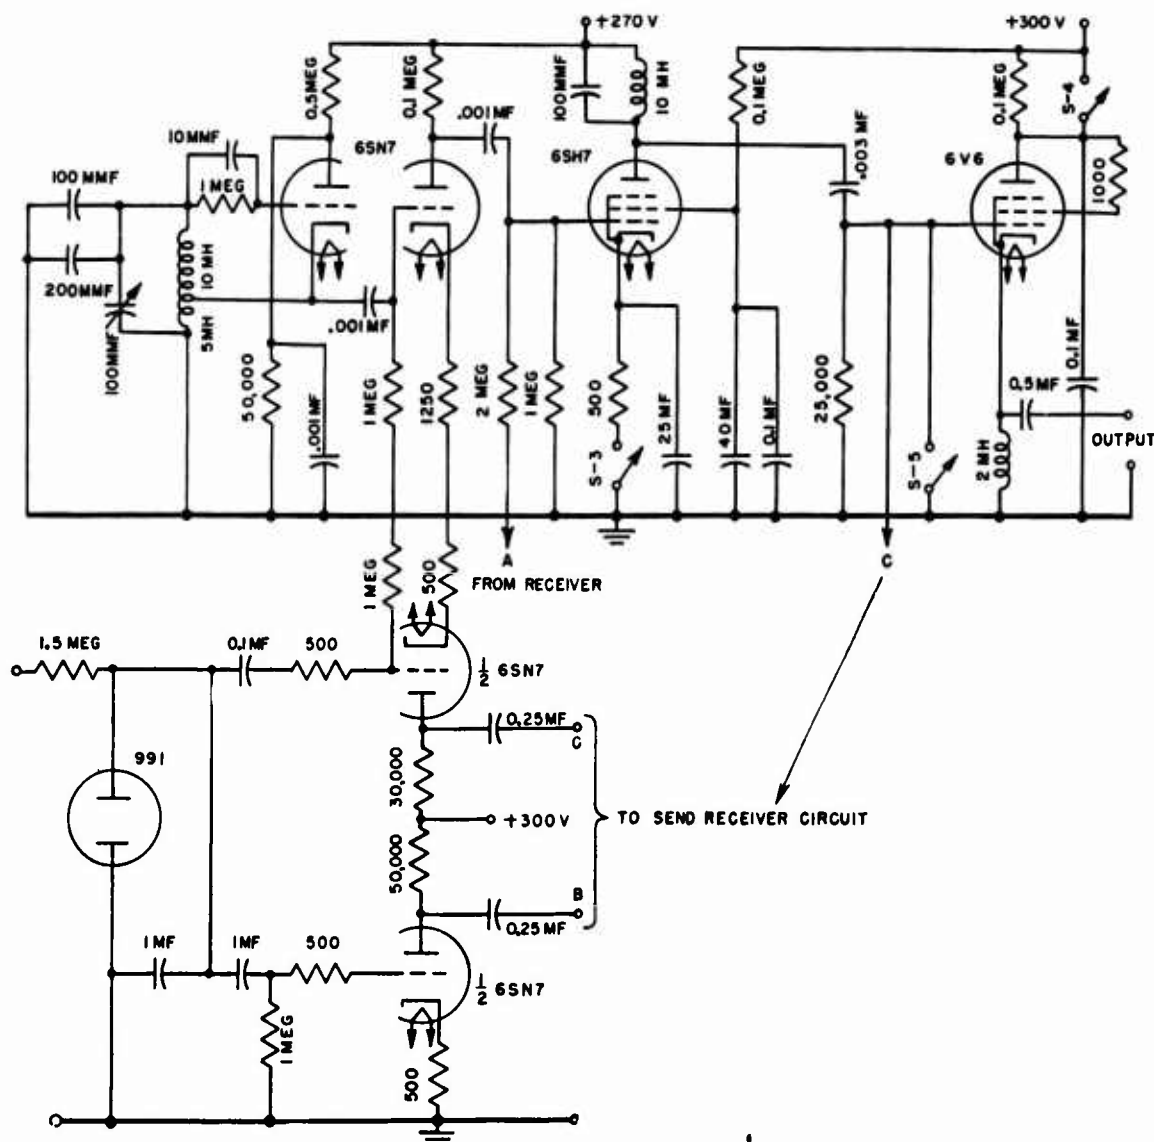 +270 V
+300 V
0.5 MEG
0.1 MEG
.001 MF
100 MMF
10 MH
0.1 MEG
0.1 MEG
S-4
10 MMF
6SN7
6SH7
.003 MF
6V6
1000
100 MMF
1 MEG
200 MMF
10 MH
5 MH
100 MMF
.001 MF
50,000
.001 MF
1 MEG
1250
2 MEG
1 MEG
500
S-3
25 MF
40 MF
0.1 MF
25,000
S-5
2 MH
0.5 MF
0.1 MF
OUTPUT
A
C
1 MEG
500
FROM RECEIVER
1.5 MEG
0.1 MF
500
1/2 6SN7
0.25 MF
C
991
30,000
+300 V
TO SEND RECEIVER CIRCUIT
50,000
B
0.25 MF
1 MF
1 MF
500
1/2 6SN7
1 MEG
500